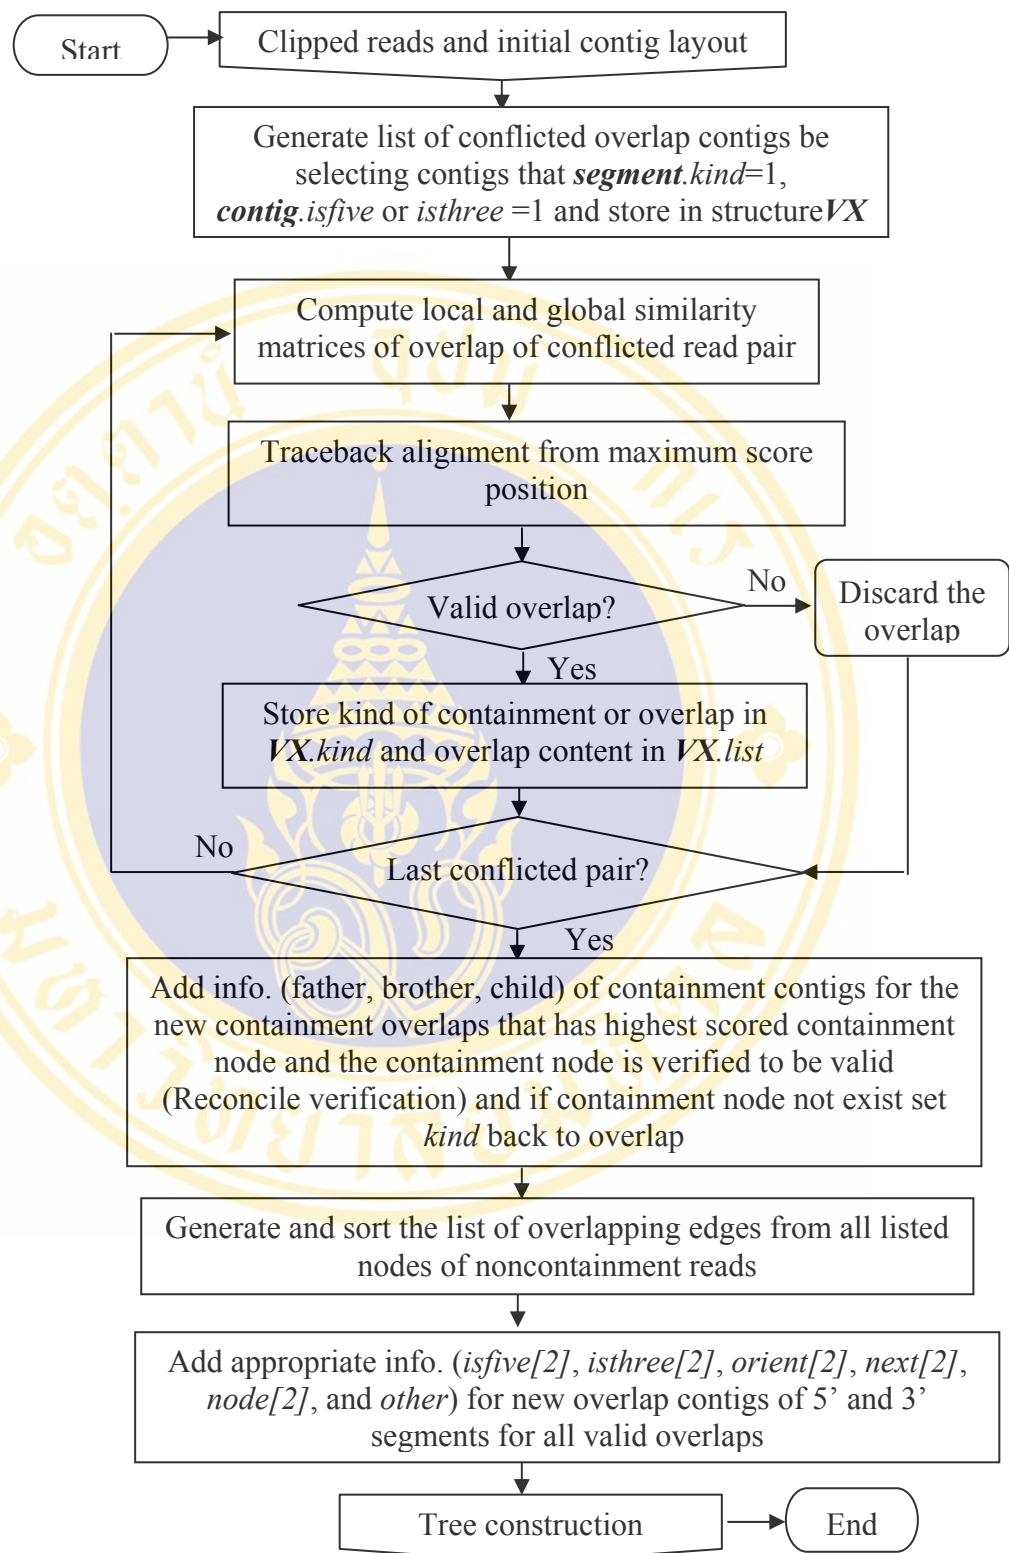 Start
Clipped reads and initial contig layout
Generate list of conflicted overlap contigs be
selecting contigs that segment.kind=1,
contig.isfive or isthree =1 and store in structureVX
Compute local and global similarity
matrices of overlap of conflicted read pair
Traceback alignment from maximum score
position
Valid overlap?
No
Discard the
overlap
Yes
Store kind of containment or overlap in
VX.kind and overlap content in VX.list
No
Last conflicted pair?
Yes
Add info. (father, brother, child) of containment contigs for the
new containment overlaps that has highest scored containment
node and the containment node is verified to be valid
(Reconcile verification) and if containment node not exist set
kind back to overlap
Generate and sort the list of overlapping edges from all listed
nodes of noncontainment reads
Add appropriate info. (isfive[2], isthree[2], orient[2], next[2],
node[2], and other) for new overlap contigs of 5’ and 3’
segments for all valid overlaps
Tree construction
End